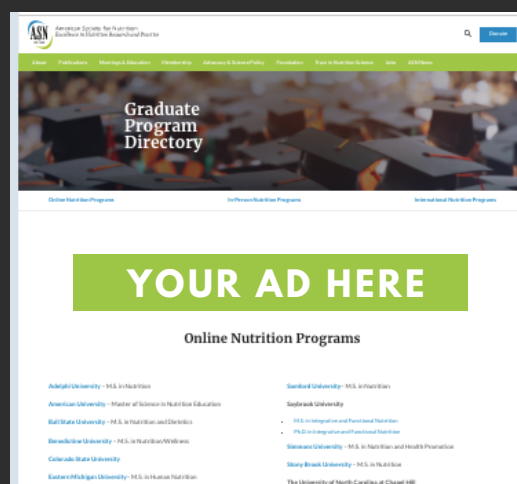 ASN
American Society for Nutrition
Excellence in Nutrition Research and Practice
Donate
About Publications Meetings & Education Membership Advocacy & Science Policy Foundation Trust in Nutrition Science Jobs ASN News
Graduate
Program
Directory
Online Nutrition Programs In-Person Nutrition Programs International Nutrition Programs
YOUR AD HERE
Online Nutrition Programs
Adelphi University – M.S. in Nutrition
American University – Master of Science in Nutrition Education
Ball State University – M.S. in Nutrition and Dietetics
Benedictine University – M.S. in Nutrition/Wellness
Colorado State University
Eastern Michigan University– M.S. in Human Nutrition
Samford University– M.S. in Nutrition
Saybrook University
M.S. in Integrative and Functional Nutrition
Ph.D. in Integrative and Functional Nutrition
Simmons University – M.S. in Nutrition and Health Promotion
Stony Brook University – M.S. in Nutrition
The University of North Carolina at Chapel Hill